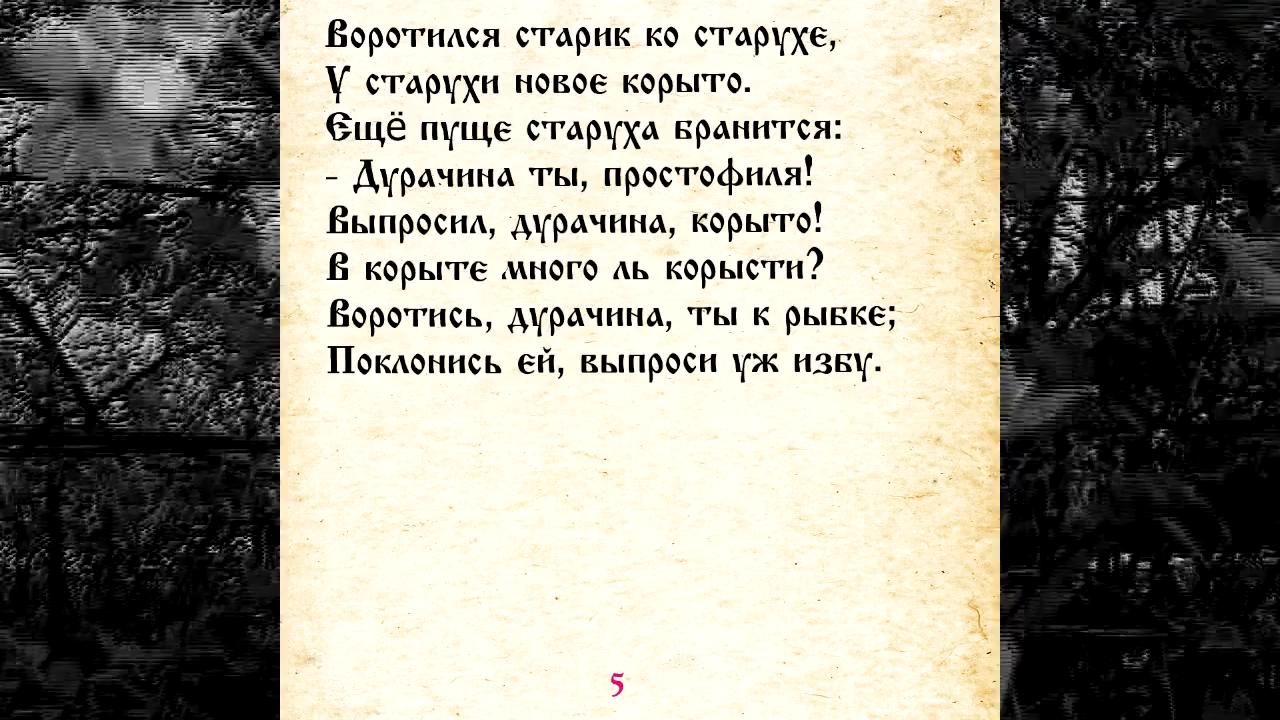 Воротился старик ко старухе,
У старухи новое корыто.
Ещё пуще старуха бранится:
- Дурачина ты, простофиля!
Выпросил, дурачина, корыто!
В корыте много ль корысти?
Воротись, дурачина, ты к рыбке;
Поклонись ей, выпроси уж избу.
5